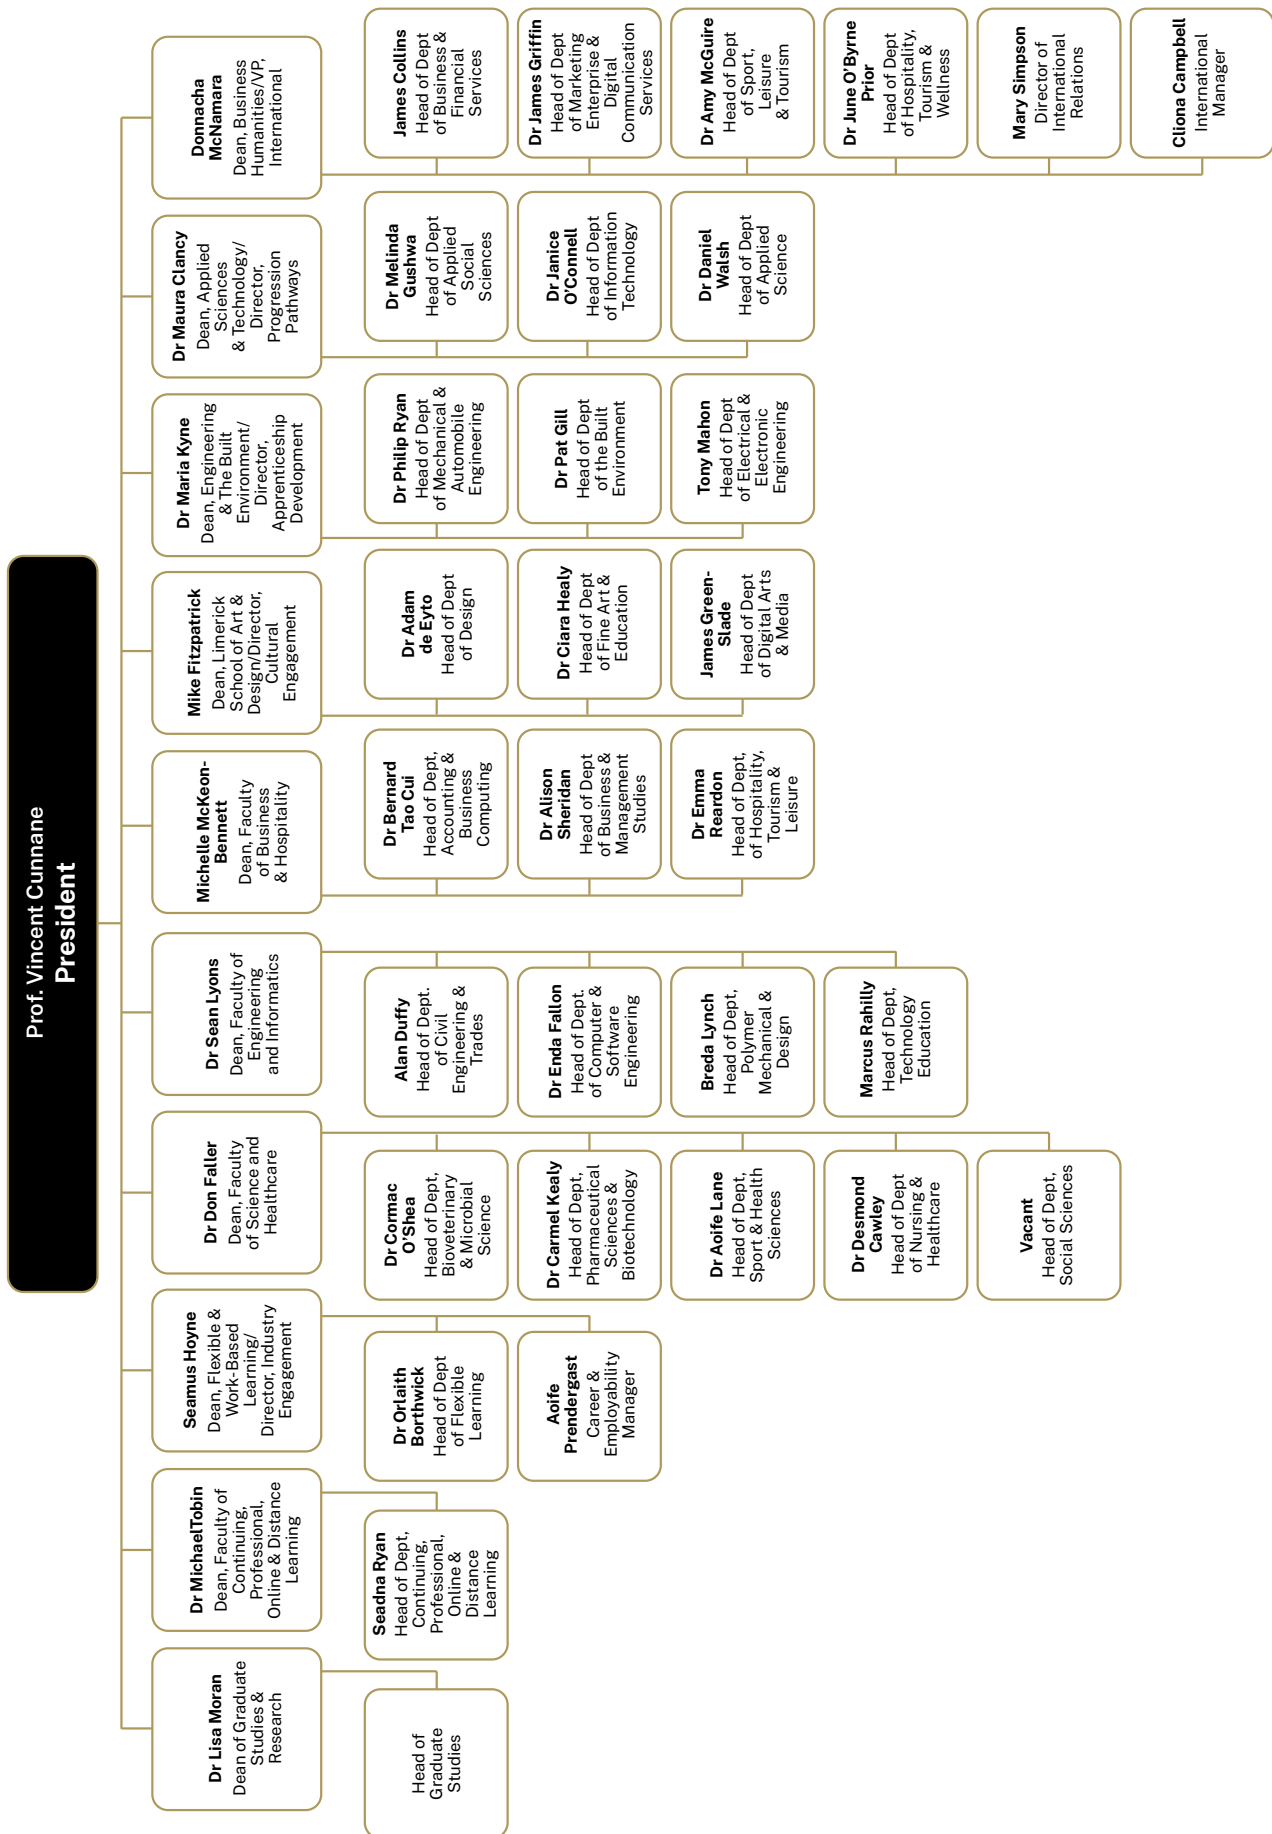 Prof. Vincent Cunnane
President
Dr Lisa Moran
Dean of Graduate
Studies &
Research
Head of
Graduate
Studies
Dr MichaelTobin
Dean, Faculty of
Continuing,
Professional,
Online & Distance
Learning
Seadna Ryan
Head of Dept,
Continuing,
Professional,
Online &
Distance
Learning
Seamus Hoyne
Dean, Flexible &
Work-Based
Learning/
Director, Industry
Engagement
Dr Orlaith
Borthwick
Head of Dept
of Flexible
Learning
Aoife
Prendergast
Career &
Employability
Manager
Dr Don Faller
Dean, Faculty
of Science and
Healthcare
Dr Cormac
O'Shea
Head of Dept,
Bioveterinary
& Microbial
Science
Dr Carmel Kealy
Head of Dept,
Pharmaceutical
Sciences &
Biotechnology
Dr Aoife Lane
Head of Dept,
Sport & Health
Sciences
Dr Desmond
Cawley
Head of Dept
of Nursing &
Healthcare
Vacant
Head of Dept,
Social Sciences
Dr Sean Lyons
Dean, Faculty of
Engineering
and Informatics
Alan Duffy
Head of Dept.
of Civil
Engineering &
Trades
Dr Enda Fallon
Head of Dept.
of Computer &
Software
Engineering
Breda Lynch
Head of Dept,
Polymer
Mechanical &
Design
Marcus Rahilly
Head of Dept,
Technology
Education
Michelle McKeon-
Bennett
Dean, Faculty
of Business
& Hospitality
Dr Bernard
Tao Cui
Head of Dept,
Accounting &
Business
Computing
Dr Alison
Sheridan
Head of Dept
of Business &
Management
Studies
Dr Emma
Reardon
Head of Dept,
of Hospitality,
Tourism &
Leisure
Mike Fitzpatrick
Dean, Limerick
School of Art &
Design/Director,
Cultural
Engagement
Dr Adam
de Eyto
Head of Dept
of Design
Dr Ciara Healy
Head of Dept
of Fine Art &
Education
James Green-
Slade
Head of Dept
of Digital Arts
& Media
Dr Maria Kyne
Dean, Engineering
& The Built
Environment/
Director,
Apprenticeship
Development
Dr Philip Ryan
Head of Dept
of Mechanical &
Automobile
Engineering
Dr Pat Gill
Head of Dept
of the Built
Environment
Tony Mahon
Head of Dept
of Electrical &
Electronic
Engineering
Dr Maura Clancy
Dean, Applied
Sciences
& Technology/
Director,
Progression
Pathways
Dr Melinda
Gushwa
Head of Dept
of Applied
Social
Sciences
Dr Janice
O'Connell
Head of Dept
of Information
Technology
Dr Daniel
Walsh
Head of Dept
of Applied
Science
Donnacha
McNamara
Dean, Business
Humanities/VP,
International
James Collins
Head of Dept
of Business &
Financial
Services
Dr James Griffin
Head of Dept
of Marketing
Enterprise &
Digital
Communication
Services
Dr Amy McGuire
Head of Dept
of Sport,
Leisure
& Tourism
Dr June O'Byrne
Prior
Head of Dept
of Hospitality,
Tourism &
Wellness
Mary Simpson
Director of
International
Relations
Cliona Campbell
International
Manager